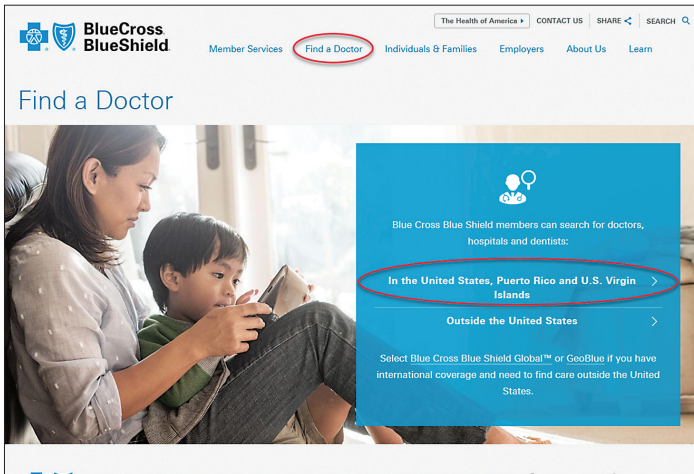 BlueCross
BlueShield
The Health of America
CONTACT US
SHARE
SEARCH
Member Services
Find a Doctor
Individuals & Families
Employers
About Us
Learn
Find a Doctor
Blue Cross Blue Shield members can search for doctors,
hospitals and dentists:
In the United States, Puerto Rico and U.S. Virgin
Islands
Outside the United States
Select Blue Cross Blue Shield Global™ or GeoBlue if you have
international coverage and need to find care outside the United
States.